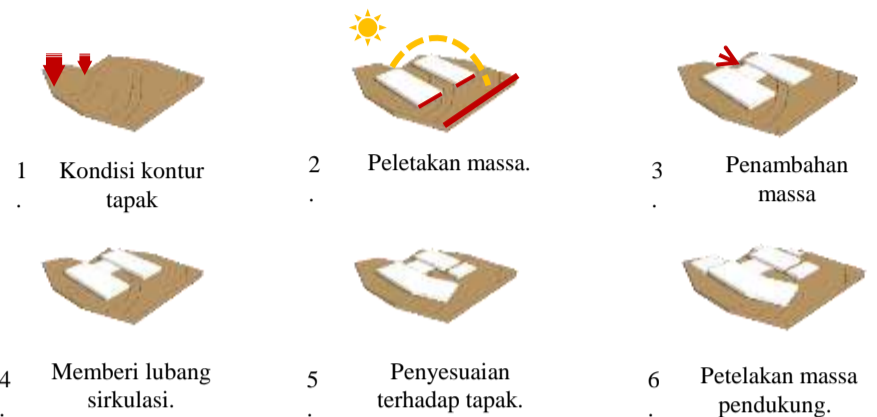 1
.
Kondisi kontur
tapak
2
.
Peletakan massa.
3
.
Penambahan
massa
4
.
Memberi lubang
sirkulasi.
5
.
Penyesuaian
terhadap tapak.
6
.
Petelakan massa
pendukung.